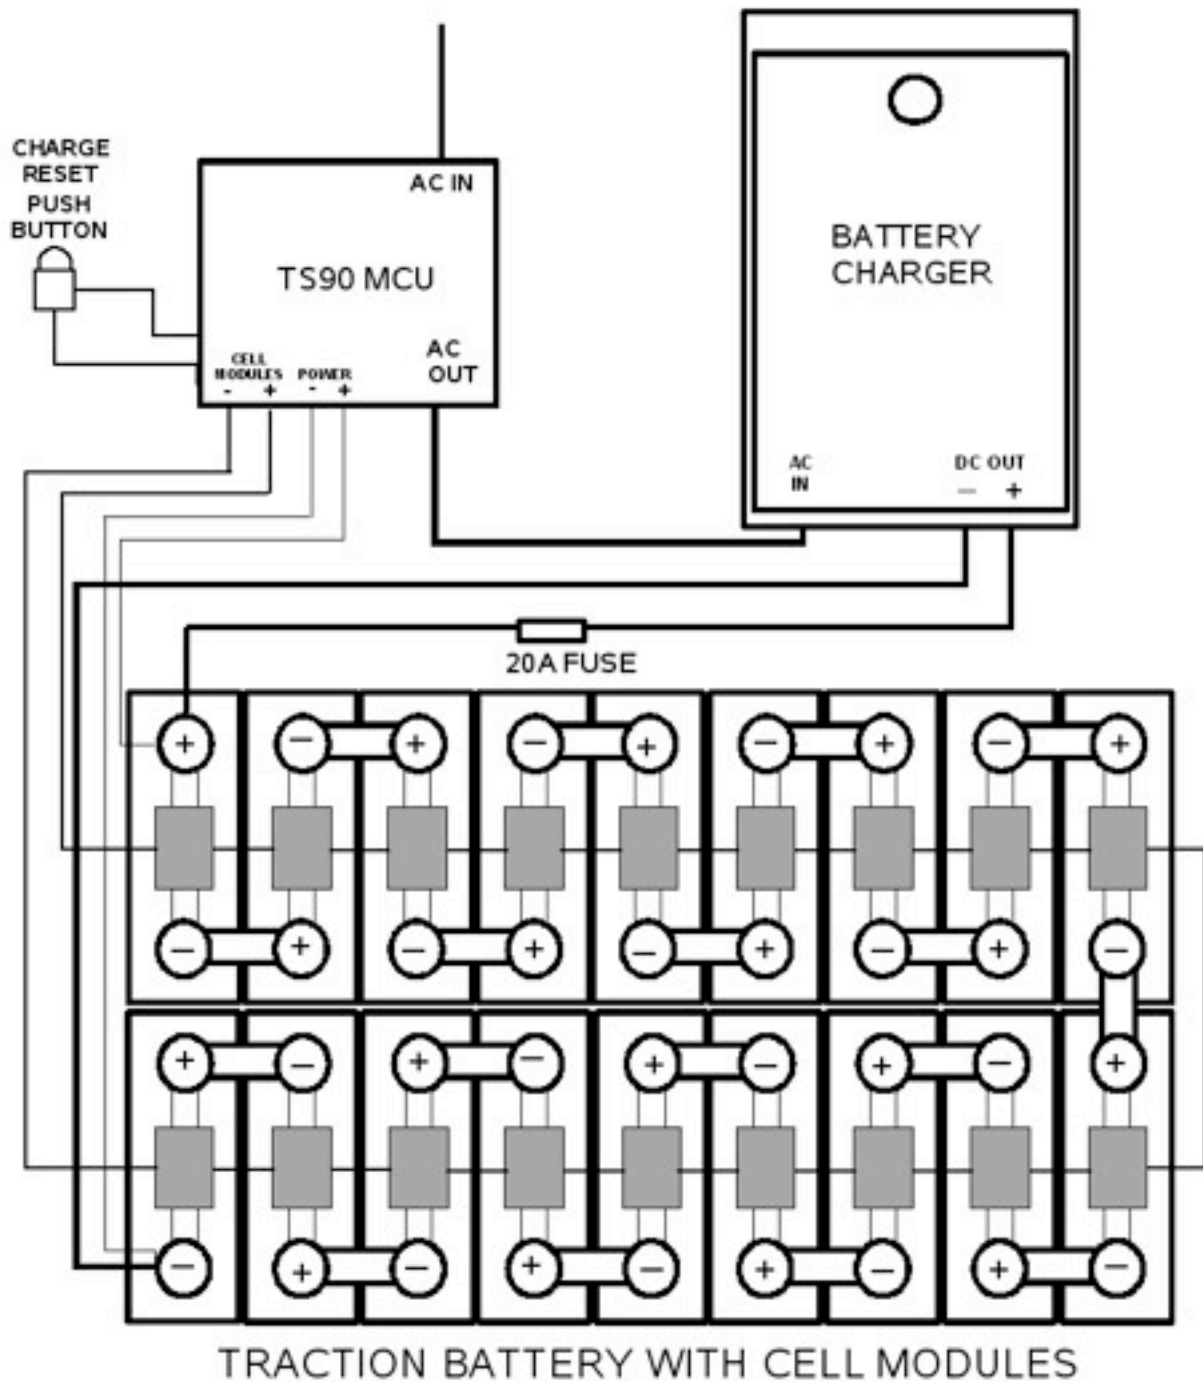 CHARGE
RESET
PUSH
BUTTON
AC IN
TS90 MCU
CELL
MODULES
- +
POWER
- +
AC
OUT
BATTERY
CHARGER
AC
IN
DC OUT
— +
20A FUSE
+ — + — + — + — +
— + — + — + — + —
+ — + — + — + — +
— + — + — + — + —
TRACTION BATTERY WITH CELL MODULES